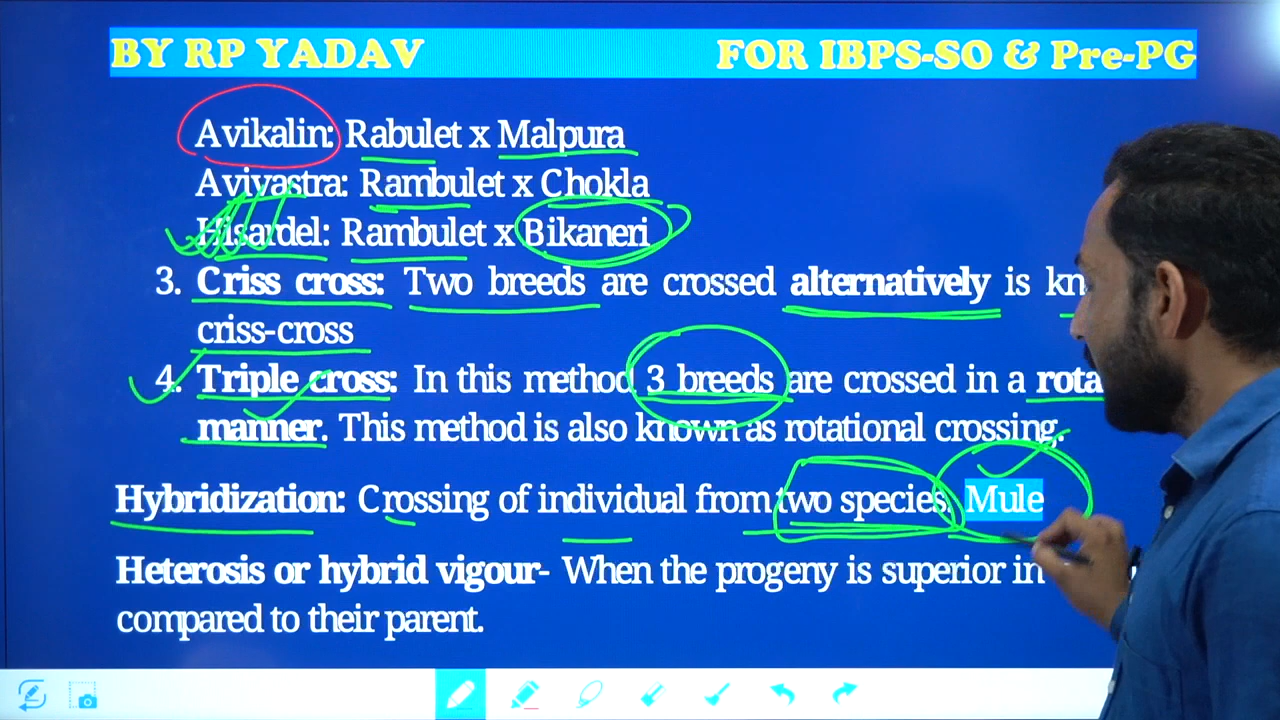 BY RP YADAV FOR IBPS-SO & Pre-PG
Avikalin: Rabulet x Malpura
Avivastra: Rambulet x Chokla
Hisardel: Rambulet x Bikaneri
3. Criss cross: Two breeds are crossed alternatively is
criss-cross
4. Triple cross: In this method 3 breeds are crossed in a
manner. This method is also known as rotational crossing.
Hybridization: Crossing of individual from two species. Mule
Heterosis or hybrid vigour- When the progeny is superior in
compared to their parent.